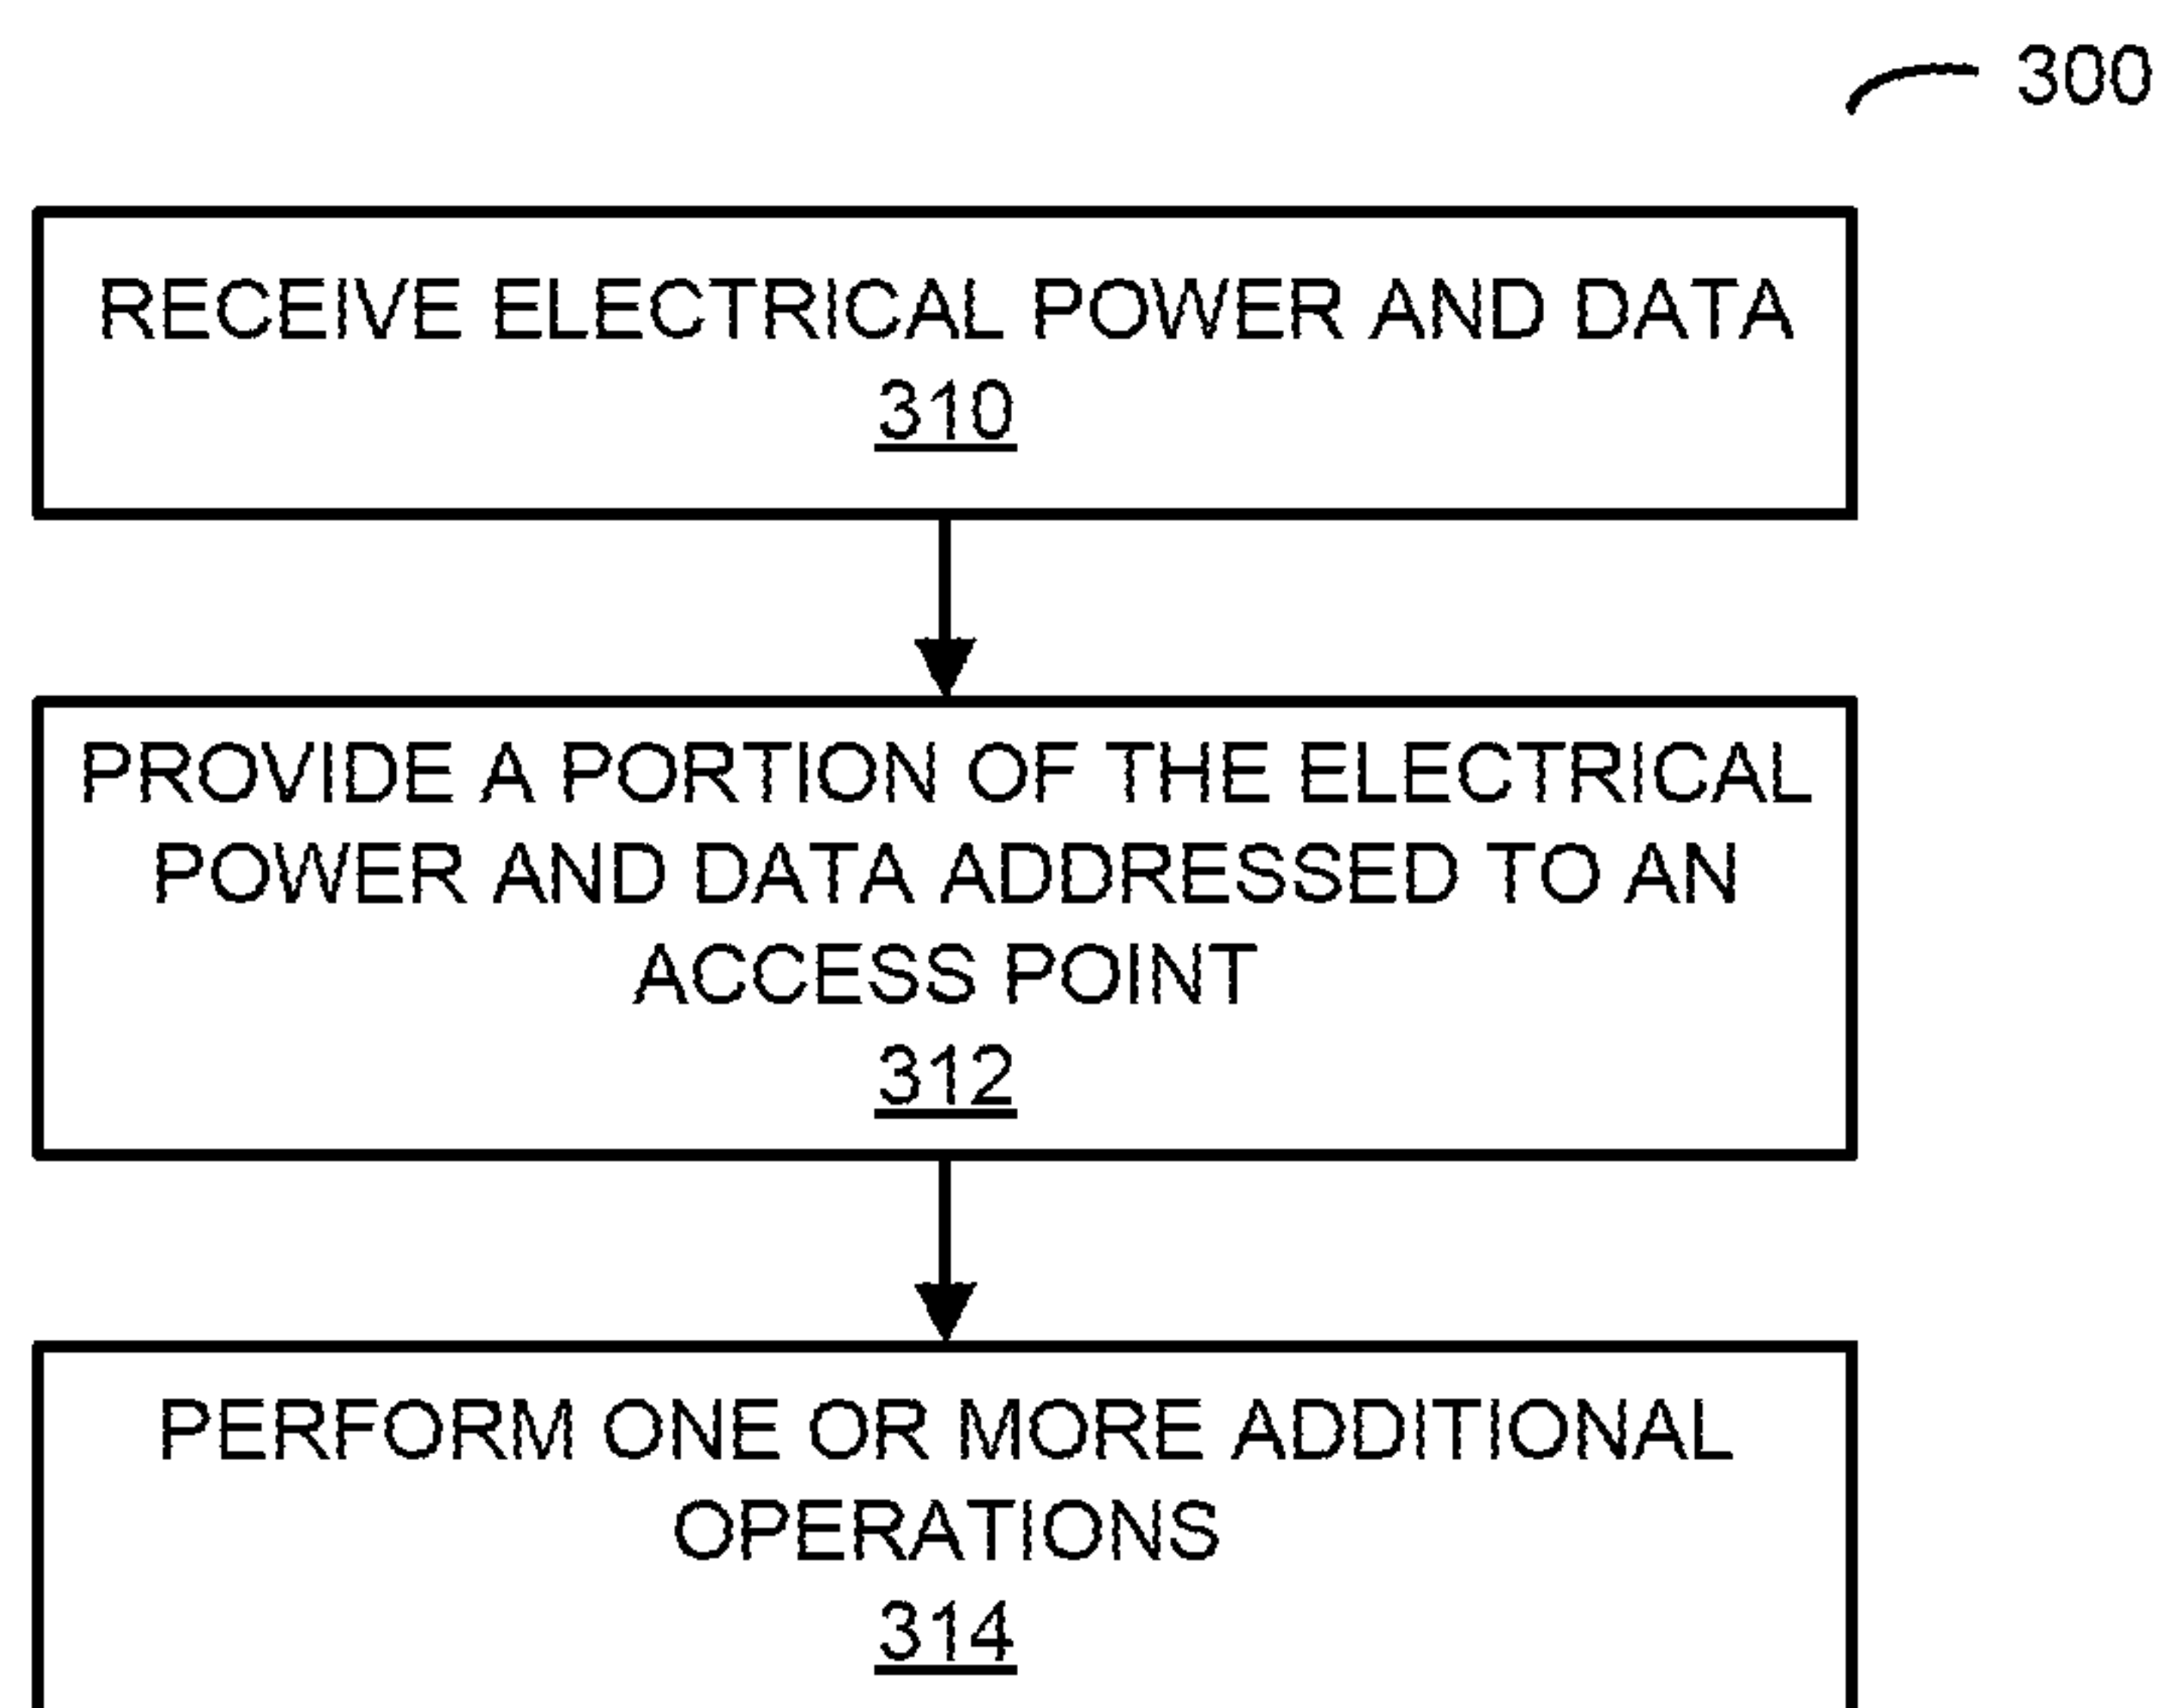 300
RECEIVE ELECTRICAL POWER AND DATA
310
PROVIDE A PORTION OF THE ELECTRICAL
POWER AND DATA ADDRESSED TO AN
ACCESS POINT
312
PERFORM ONE OR MORE ADDITIONAL
OPERATIONS
314